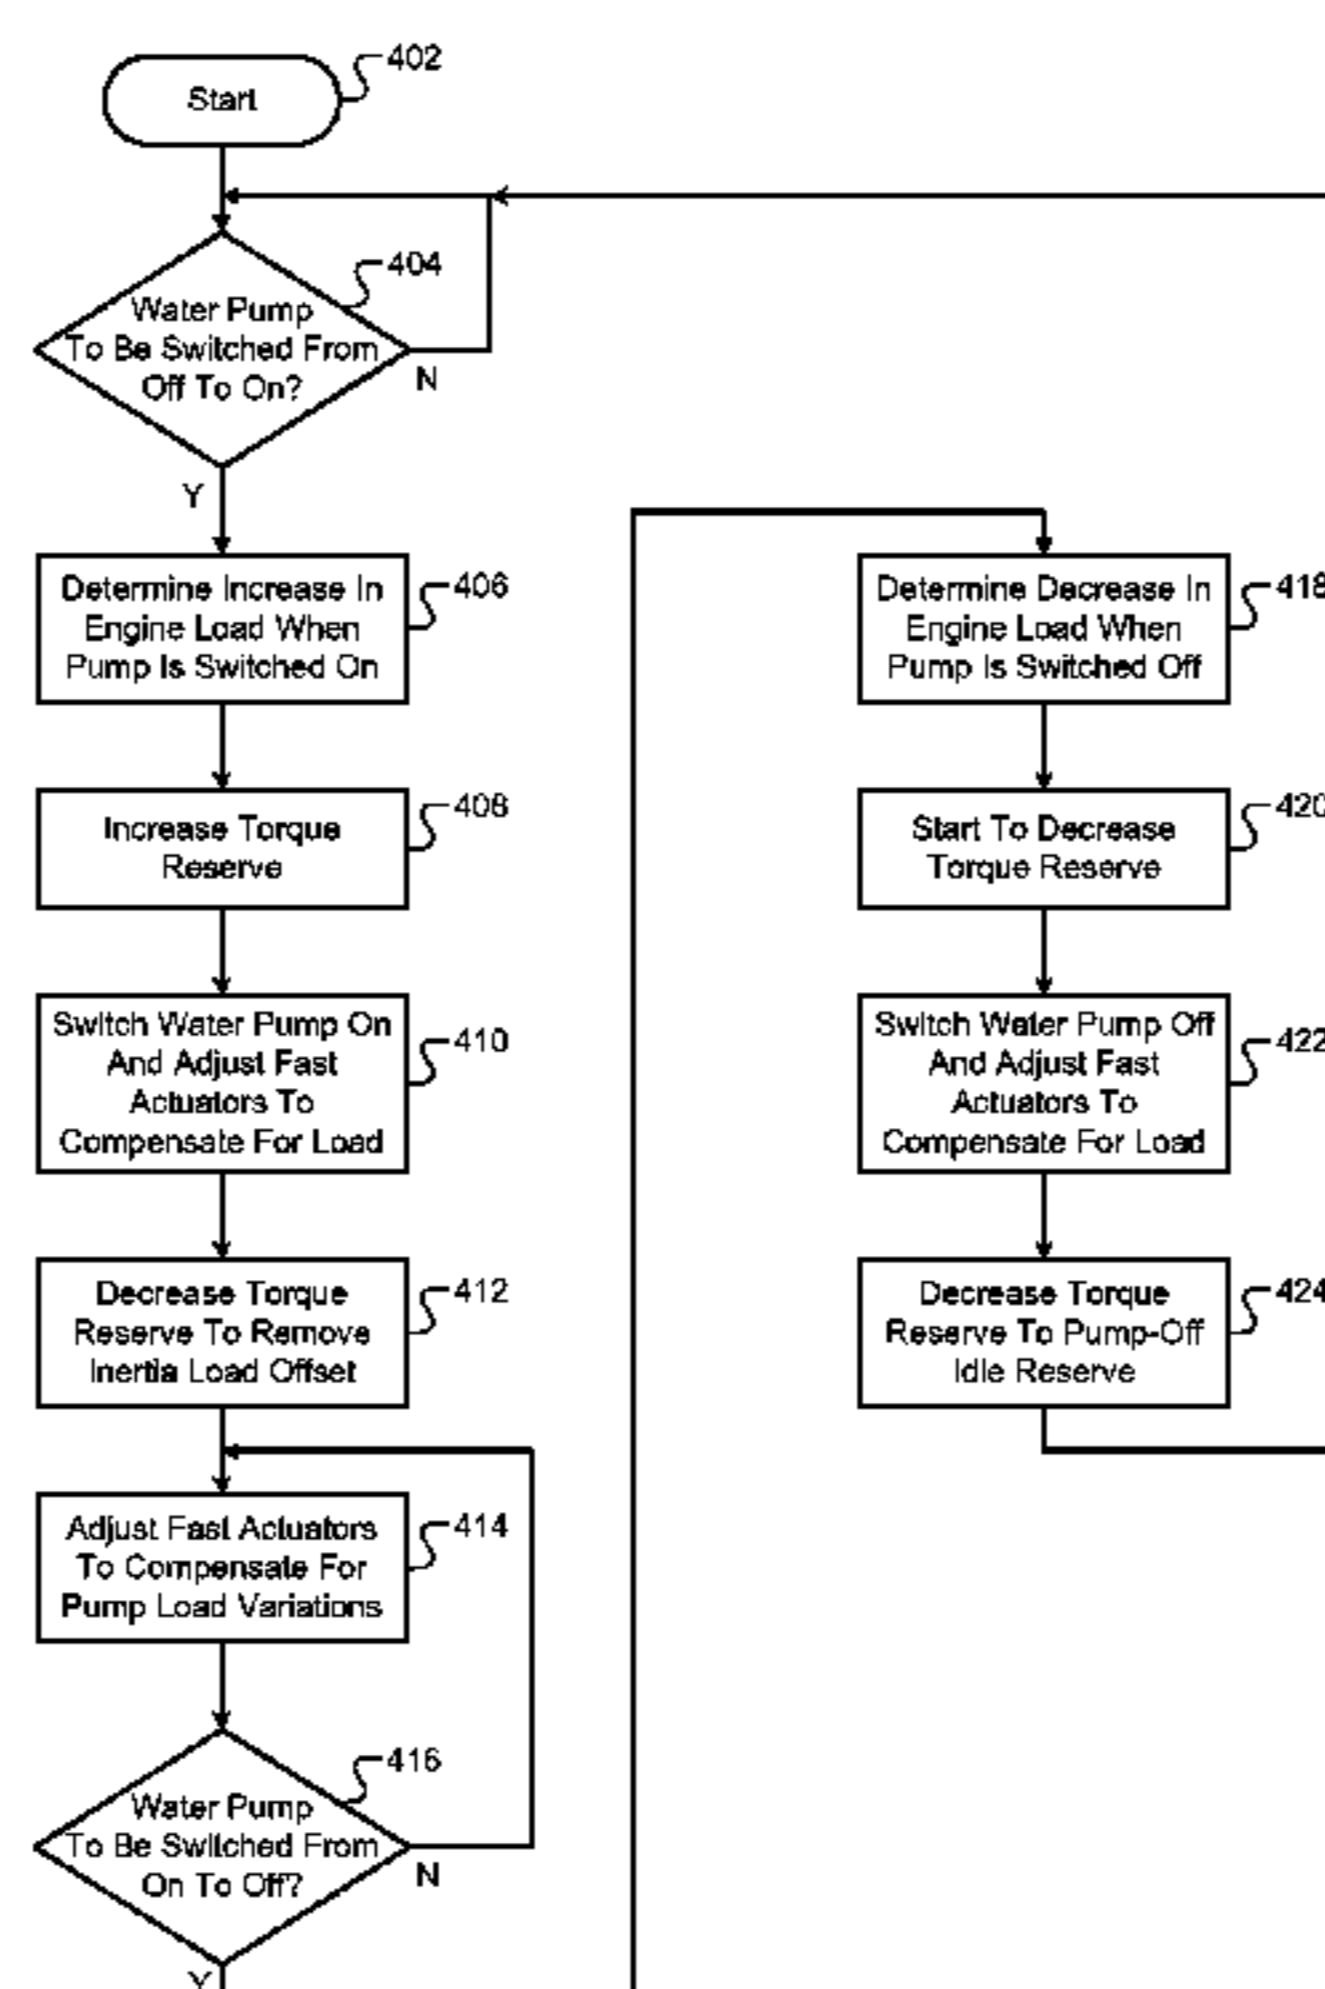 Start
402
Water Pump
To Be Switched From
Off To On?
404
N
Y
Determine Increase In
Engine Load When
Pump Is Switched On
406
Increase Torque
Reserve
408
Switch Water Pump On
And Adjust Fast
Actuators To
Compensate For Load
410
Decrease Torque
Reserve To Remove
Inertia Load Offset
412
Adjust Fast Actuators
To Compensate For
Pump Load Variations
414
Water Pump
To Be Switched From
On To Off?
416
N
Y
Determine Decrease In
Engine Load When
Pump Is Switched Off
418
Start To Decrease
Torque Reserve
420
Switch Water Pump Off
And Adjust Fast
Actuators To
Compensate For Load
422
Decrease Torque
Reserve To Pump-Off
Idle Reserve
424